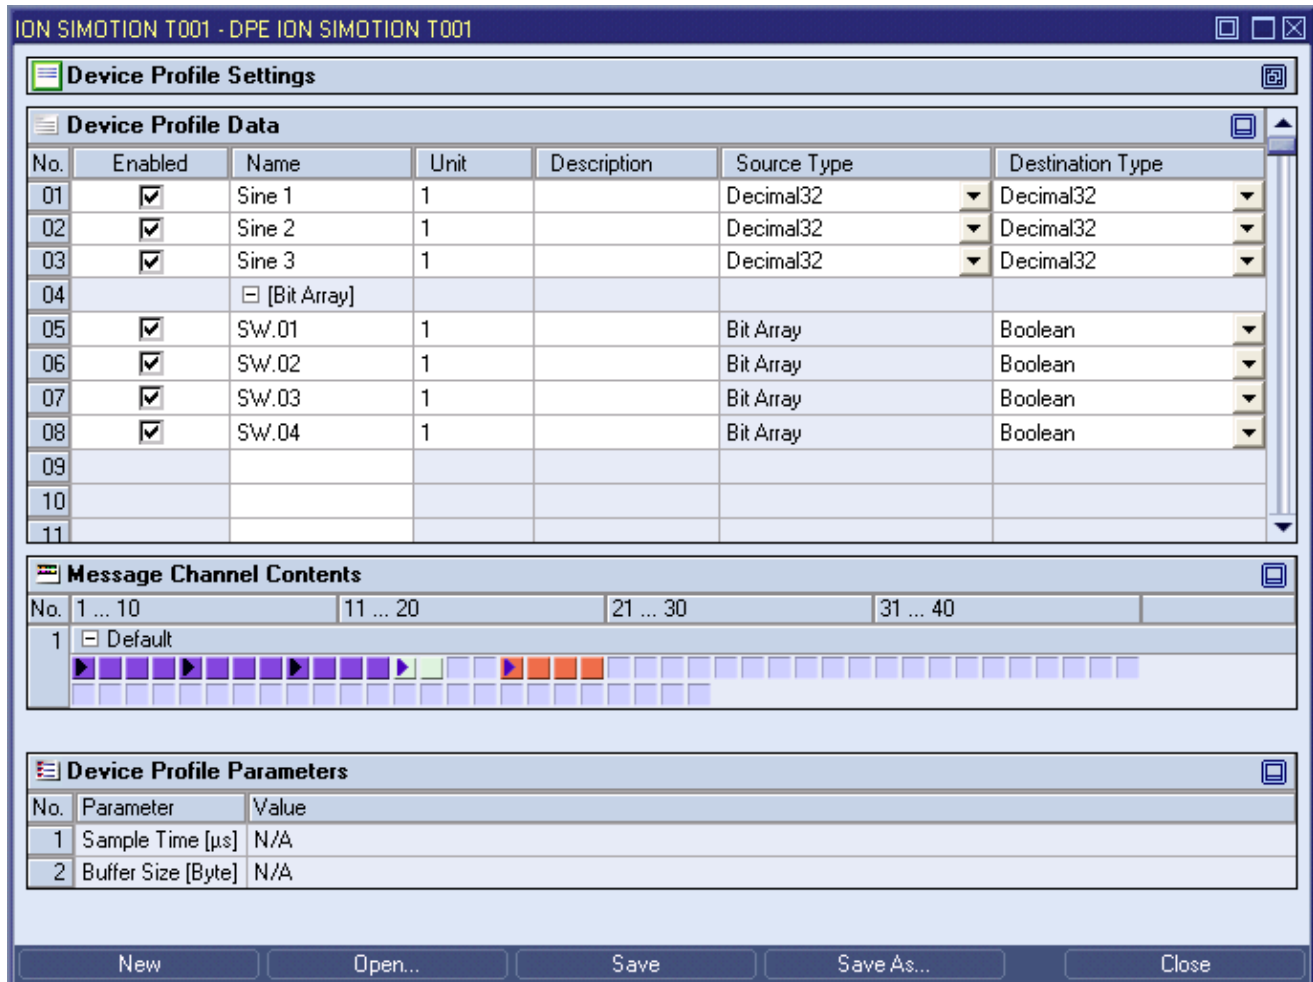 ION SIMOTION T001 - DPE ION SIMOTION T001
Device Profile Settings
Device Profile Data
No. Enabled Name Unit Description Source Type Destination Type
01 Sine 1 1 Decimal32 Decimal32
02 Sine 2 1 Decimal32 Decimal32
03 Sine 3 1 Decimal32 Decimal32
04 [Bit Array]
05 SW.01 1 Bit Array Boolean
06 SW.02 1 Bit Array Boolean
07 SW.03 1 Bit Array Boolean
08 SW.04 1 Bit Array Boolean
09
10
11
Message Channel Contents
No. 1 ... 10 11 ... 20 21 ... 30 31 ... 40
1 Default
Device Profile Parameters
No. Parameter Value
1 Sample Time [µs] N/A
2 Buffer Size [Byte] N/A
New Open... Save Save As... Close